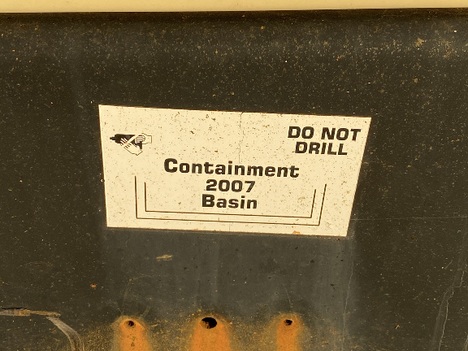 DO NOT
DRILL
Containment
2007
Basin